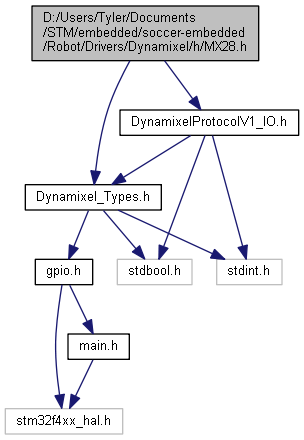 D:/Users/Tyler/Documents
/STM/embedded/soccer-embedded
/Robot/Drivers/Dynamixel/h/MX28.h
DynamixelProtocolV1_IO.h
Dynamixel_Types.h
gpio.h
stdbool.h
stdint.h
main.h
stm32f4xx_hal.h